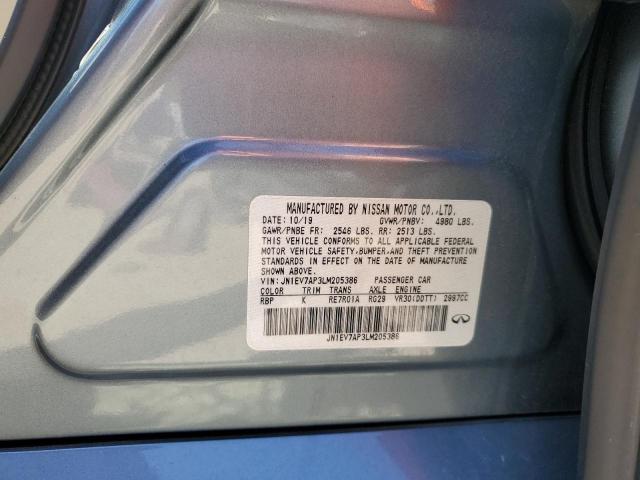 MANUFACTURED BY NISSAN MOTOR CO.,LTD.
DATE: 10/19 GVWR/PNBV: 4980 LBS.
GAWR/PNBE FR: 2546 LBS. RR: 2513 LBS.
THIS VEHICLE CONFORMS TO ALL APPLICABLE FEDERAL
MOTOR VEHICLE SAFETY,BUMPER,AND THEFT PREVENTION
STANDARDS IN EFFECT ON THE DATE OF MANUFACTURE
SHOWN ABOVE.
VIN: JN1EV7AP3LM205386 PASSENGER CAR
COLOR TRIM TRANS AXLE ENGINE
RBP K RE7R01A RG29 VR30(DDTT) 2997CC
JN1EV7AP3LM205386